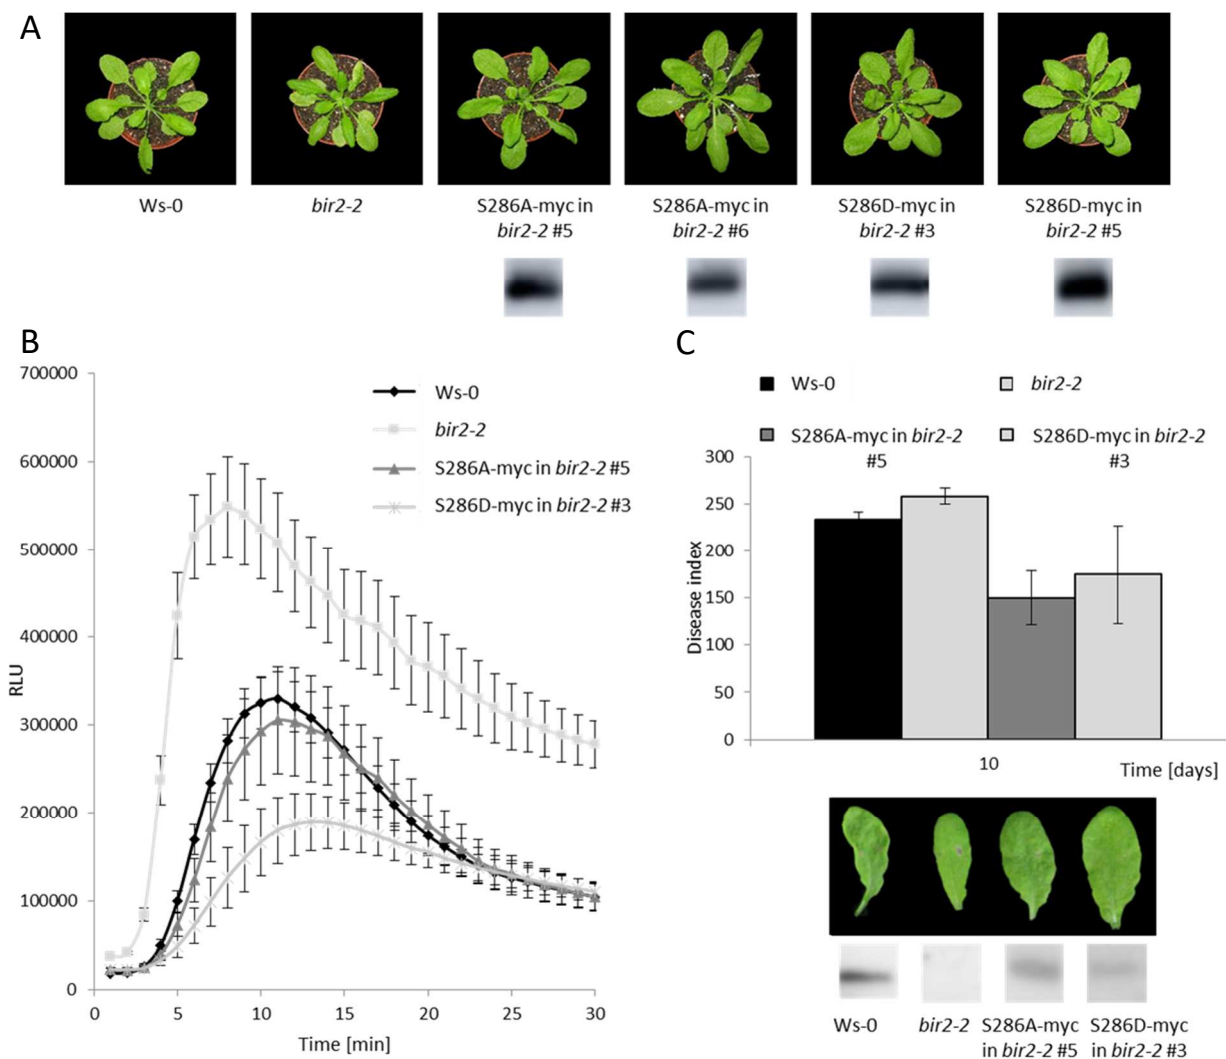 A
Ws-0
bir2-2
S286A-myc in
bir2-2 #5
S286A-myc in
bir2-2 #6
S286D-myc in
bir2-2 #3
S286D-myc in
bir2-2 #5
B
700000
600000
500000
400000
300000
200000
100000
0
RLU
0
5
10
15
20
25
30
Time [min]
Ws-0
bir2-2
S286A-myc in bir2-2 #5
S286D-myc in bir2-2 #3
C
Ws-0
bir2-2
S286A-myc in bir2-2
#5
S286D-myc in bir2-2
#3
300
250
200
150
100
50
0
Disease index
10
Time [days]
Ws-0
bir2-2
S286A-myc
in bir2-2 #5
S286D-myc
in bir2-2 #3